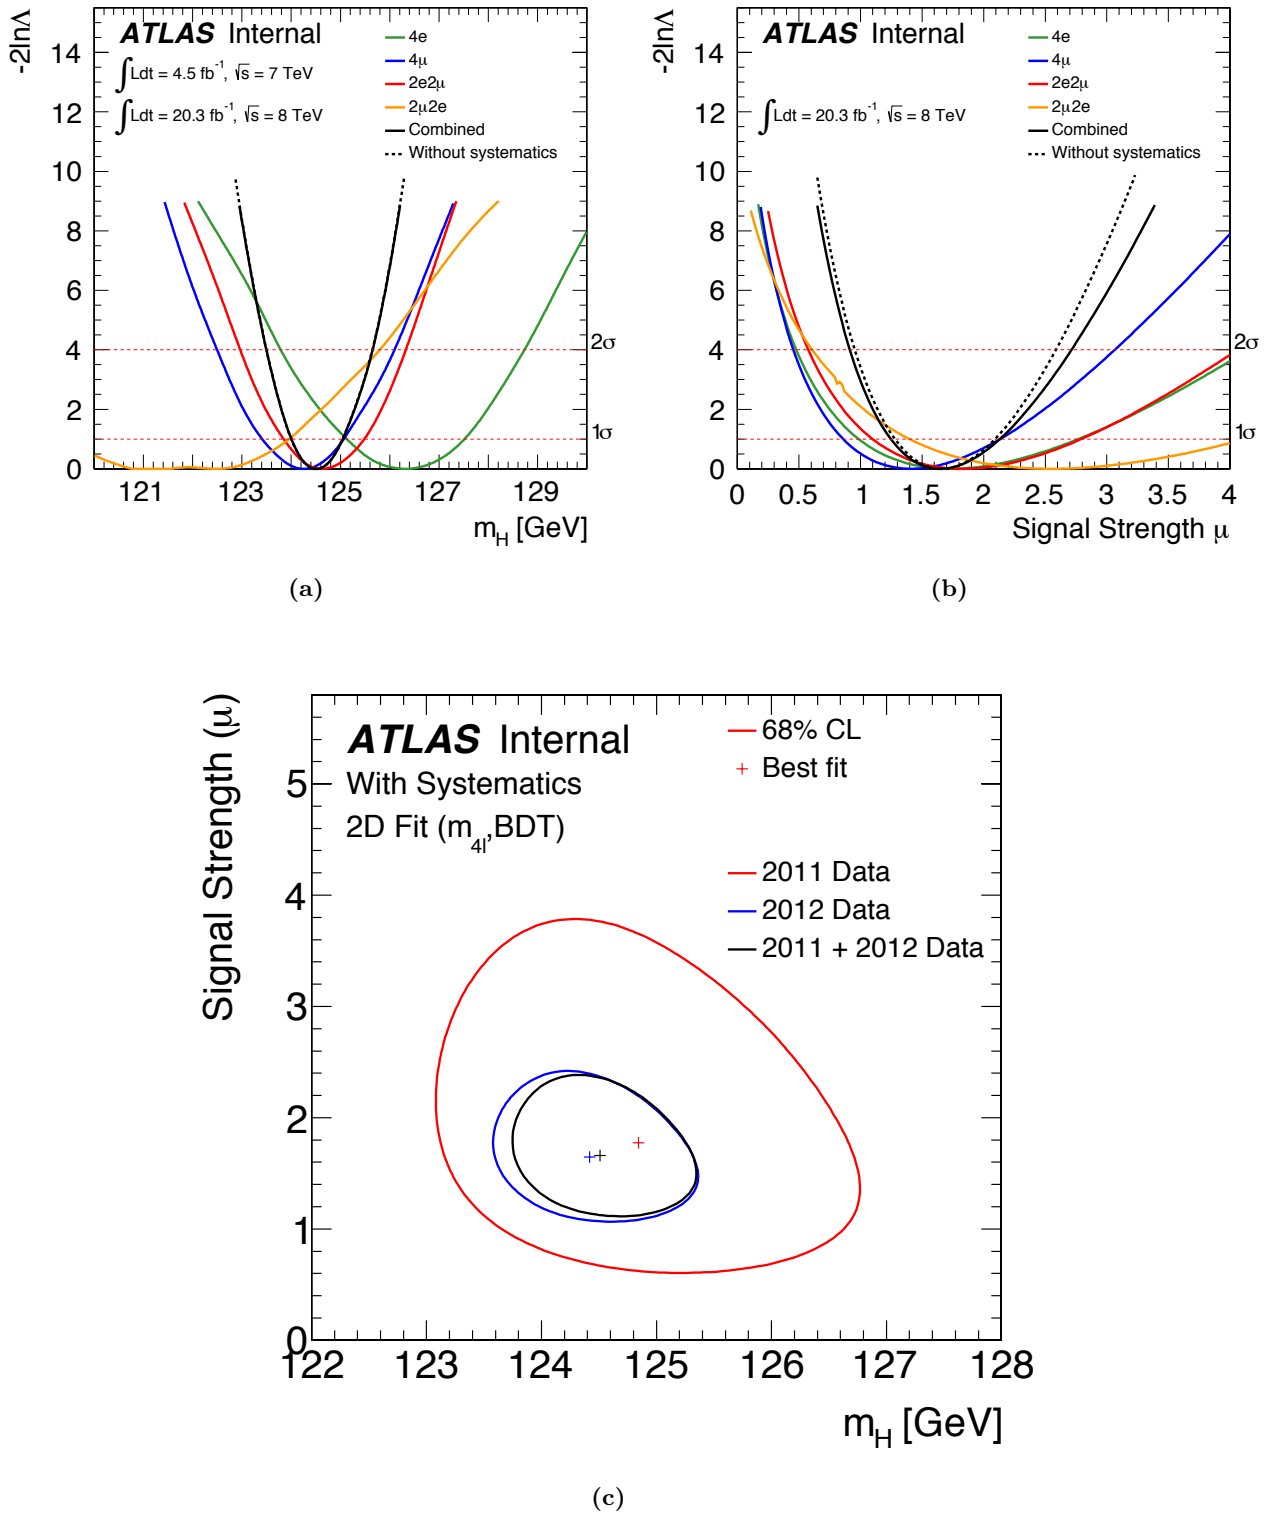 -2lnΛ
14
12
10
8
6
4
2
0
ATLAS Internal
∫Ldt = 4.5 fb⁻¹, √s = 7 TeV
∫Ldt = 20.3 fb⁻¹, √s = 8 TeV
4e
4μ
2e2μ
2μ2e
Combined
Without systematics
2σ
1σ
121 123 125 127 129
m_H [GeV]
(a)
-2lnΛ
14
12
10
8
6
4
2
0
ATLAS Internal
∫Ldt = 20.3 fb⁻¹, √s = 8 TeV
4e
4μ
2e2μ
2μ2e
Combined
Without systematics
2σ
1σ
0 0.5 1 1.5 2 2.5 3 3.5 4
Signal Strength μ
(b)
Signal Strength (μ)
5
4
3
2
1
0
ATLAS Internal
With Systematics
2D Fit (m_4l,BDT)
68% CL
Best fit
2011 Data
2012 Data
2011 + 2012 Data
122 123 124 125 126 127 128
m_H [GeV]
(c)